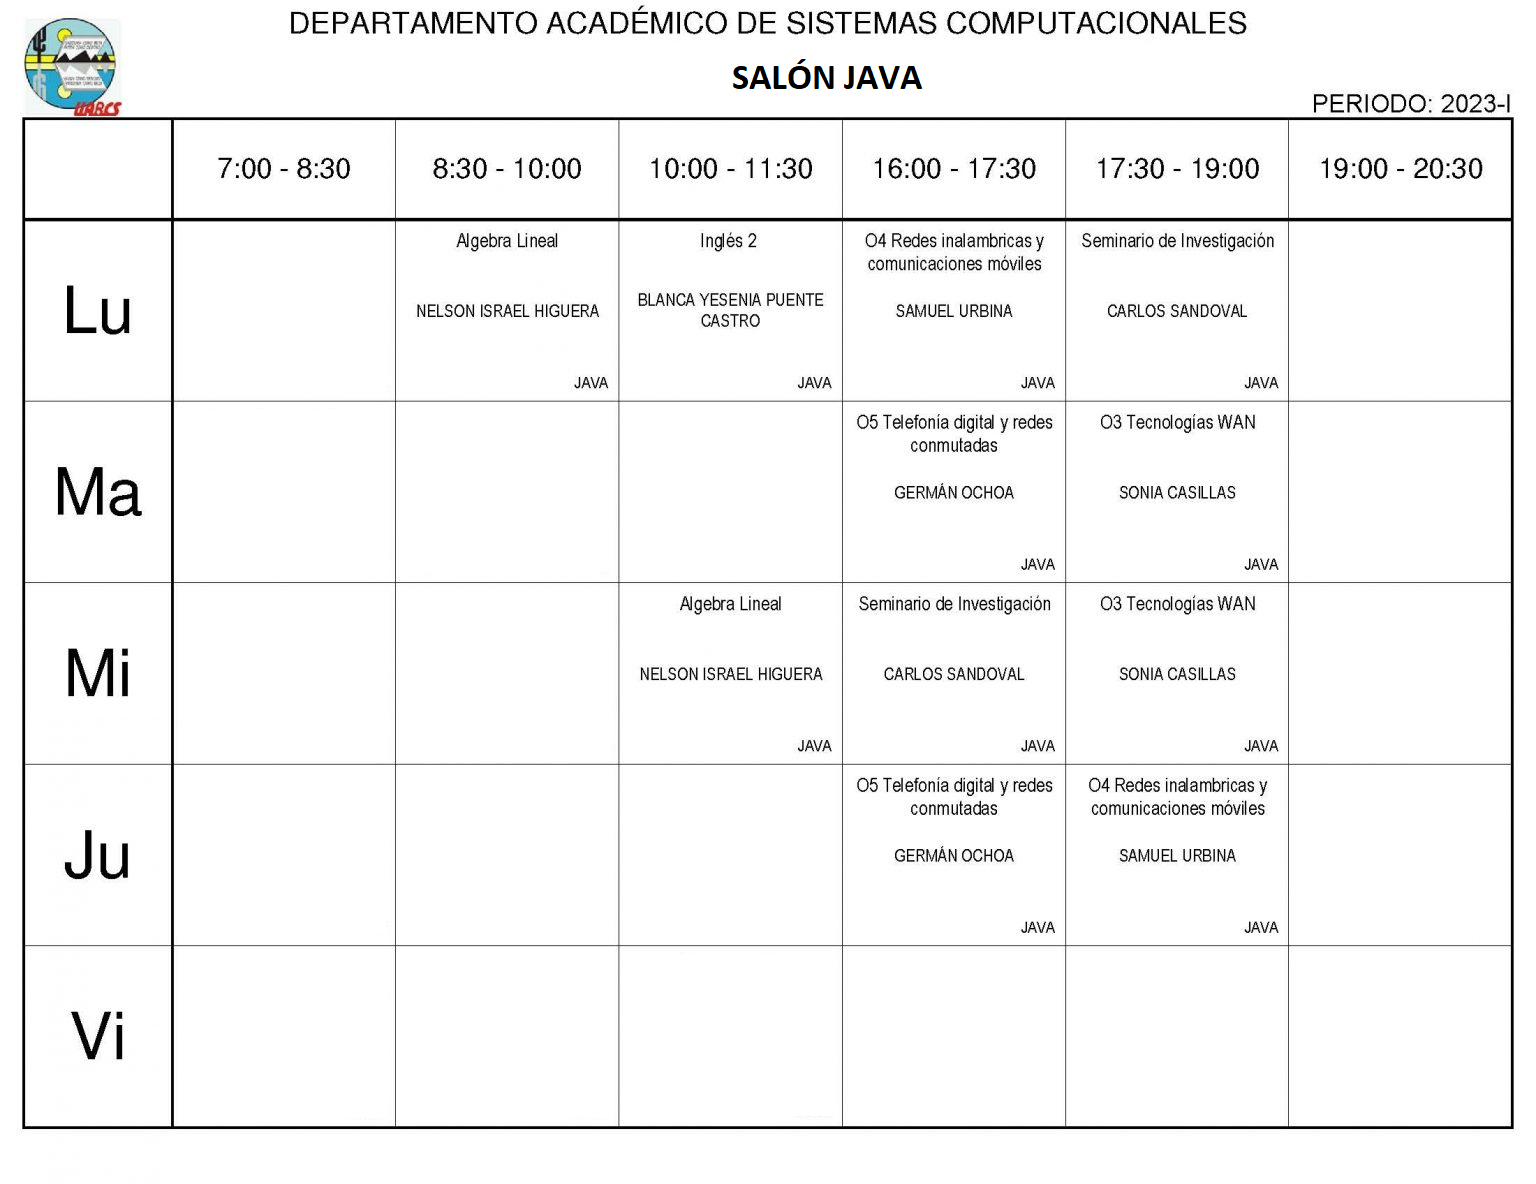 DEPARTAMENTO ACADÉMICO DE SISTEMAS COMPUTACIONALES
SALÓN JAVA
UABCS
PERIODO: 2023-I
7:00 - 8:30
8:30 - 10:00
10:00 - 11:30
16:00 - 17:30
17:30 - 19:00
19:00 - 20:30
Lu
Algebra Lineal
NELSON ISRAEL HIGUERA
JAVA
Inglés 2
BLANCA YESENIA PUENTE
CASTRO
JAVA
O4 Redes inalambricas y
comunicaciones móviles
SAMUEL URBINA
JAVA
Seminario de Investigación
CARLOS SANDOVAL
JAVA
Ma
O5 Telefonía digital y redes
conmutadas
GERMÁN OCHOA
JAVA
O3 Tecnologías WAN
SONIA CASILLAS
JAVA
Mi
Algebra Lineal
NELSON ISRAEL HIGUERA
JAVA
Seminario de Investigación
CARLOS SANDOVAL
JAVA
O3 Tecnologías WAN
SONIA CASILLAS
JAVA
Ju
O5 Telefonía digital y redes
conmutadas
GERMÁN OCHOA
JAVA
O4 Redes inalambricas y
comunicaciones móviles
SAMUEL URBINA
JAVA
Vi